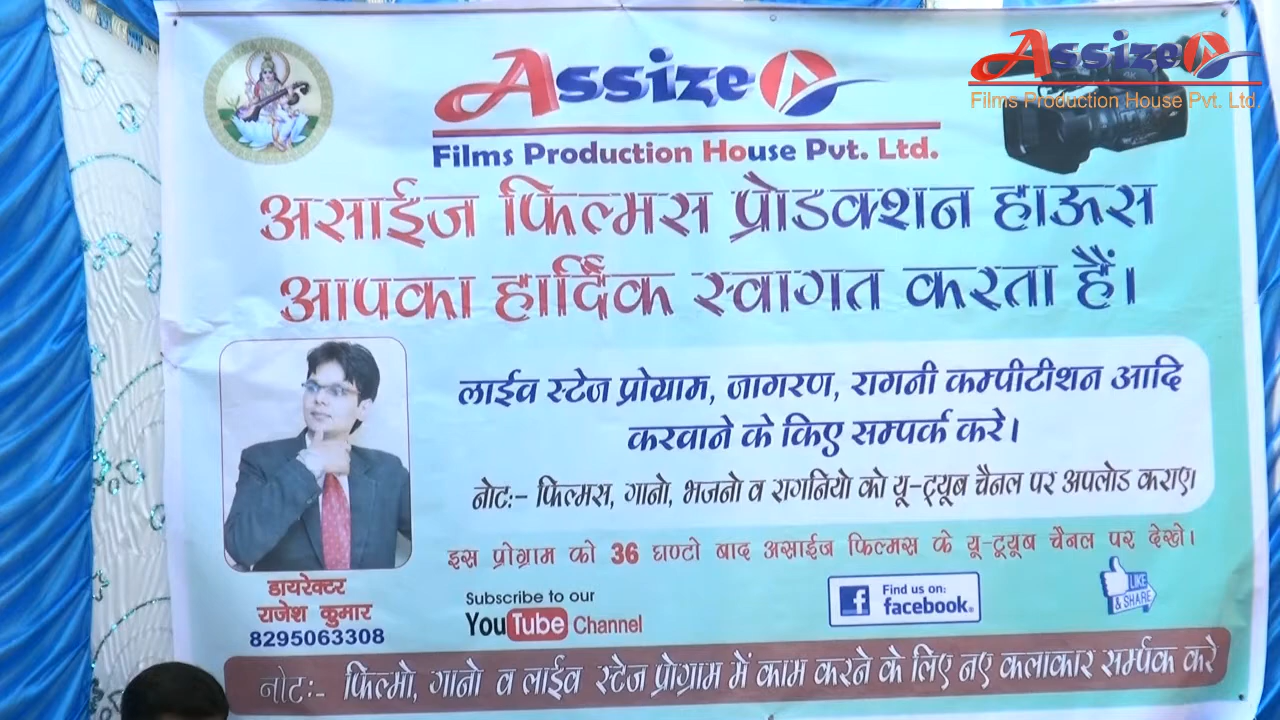 Assize
Films Production House Pvt. Ltd.
Assize
Films Production House Pvt. Ltd.
4K
असाईज फिल्मस प्रोडक्शन हाऊस
आपका हार्दिक स्वागत करता हैं।
लाईव स्टेज प्रोग्राम, जागरण, रागनी कम्पीटीशन आदि
करवाने के किए सम्पर्क करे।
नोटः- फिल्मस, गानो, भजनो व रागनियो को यू-ट्यूब चैनल पर अपलोड कराए।
इस प्रोग्राम को 36 घण्टो बाद असाईज फिल्मस के यू-टूयूब चैनल पर देखे।
डायरेक्टर
राजेश कुमार
8295063308
Subscribe to our
YouTube Channel
Find us on:
facebook®
LIKE
& SHARE
नोटः- फिल्मो, गानो व लाईव स्टेज प्रोग्राम में काम करने के लिए नए कलाकार सर्म्पक करे